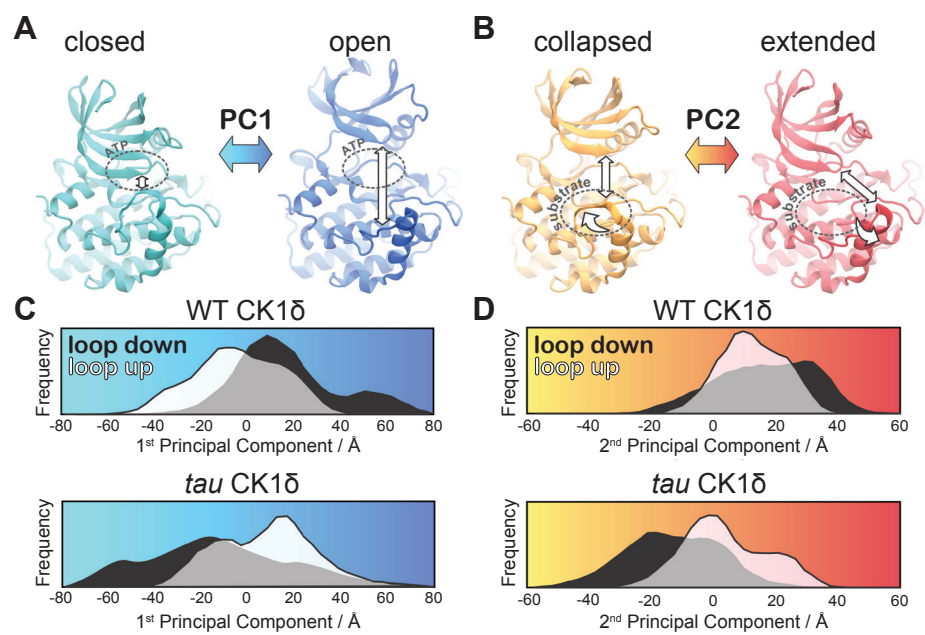 A
closed
open
PC1
ATP
ATP
B
collapsed
extended
PC2
substrate
substrate
C
WT CK1δ
loop down
loop up
Frequency
-80 -60 -40 -20 0 20 40 60 80
1st Principal Component / Å
tau CK1δ
Frequency
-80 -60 -40 -20 0 20 40 60 80
1st Principal Component / Å
D
WT CK1δ
loop down
loop up
Frequency
-60 -40 -20 0 20 40 60
2nd Principal Component / Å
tau CK1δ
Frequency
-60 -40 -20 0 20 40 60
2nd Principal Component / Å